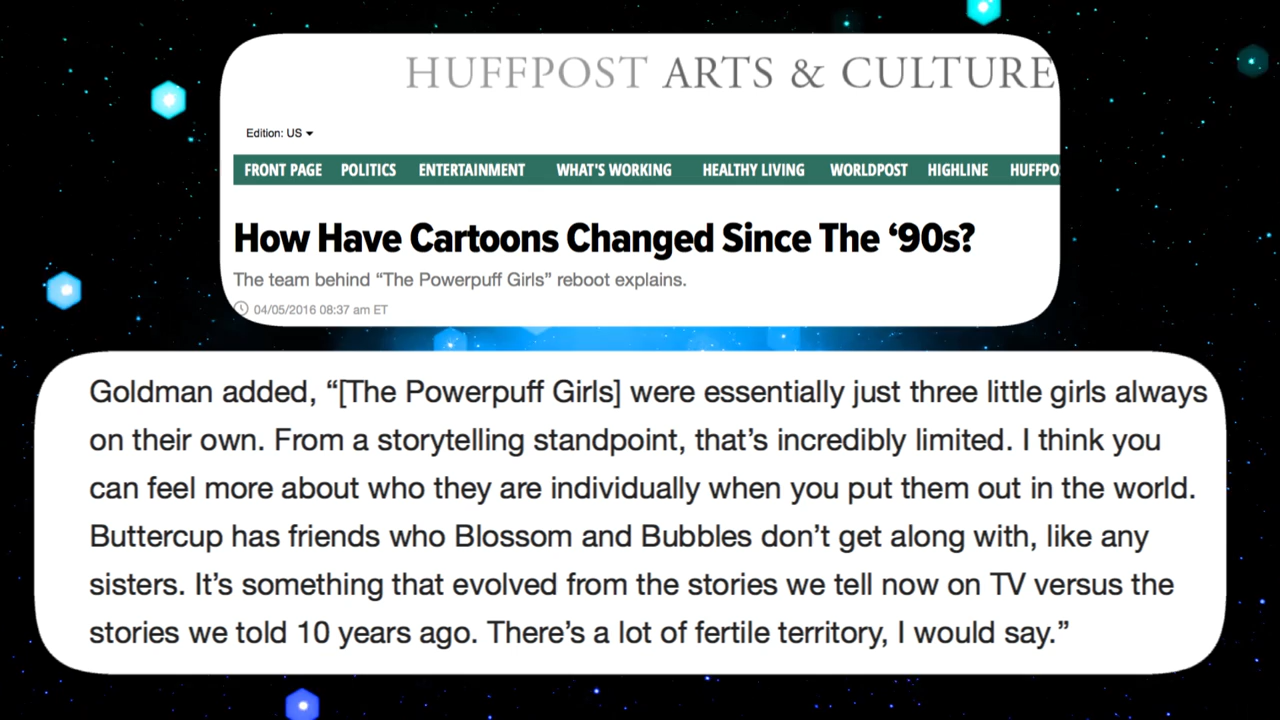 HUFFPOST ARTS & CULTURE
Edition: US
FRONT PAGE POLITICS ENTERTAINMENT WHAT'S WORKING HEALTHY LIVING WORLDPOST HIGHLINE HUFFPO
How Have Cartoons Changed Since The ‘90s?
The team behind “The Powerpuff Girls” reboot explains.
04/05/2016 08:37 am ET
Goldman added, “[The Powerpuff Girls] were essentially just three little girls always
on their own. From a storytelling standpoint, that’s incredibly limited. I think you
can feel more about who they are individually when you put them out in the world.
Buttercup has friends who Blossom and Bubbles don’t get along with, like any
sisters. It’s something that evolved from the stories we tell now on TV versus the
stories we told 10 years ago. There’s a lot of fertile territory, I would say.”